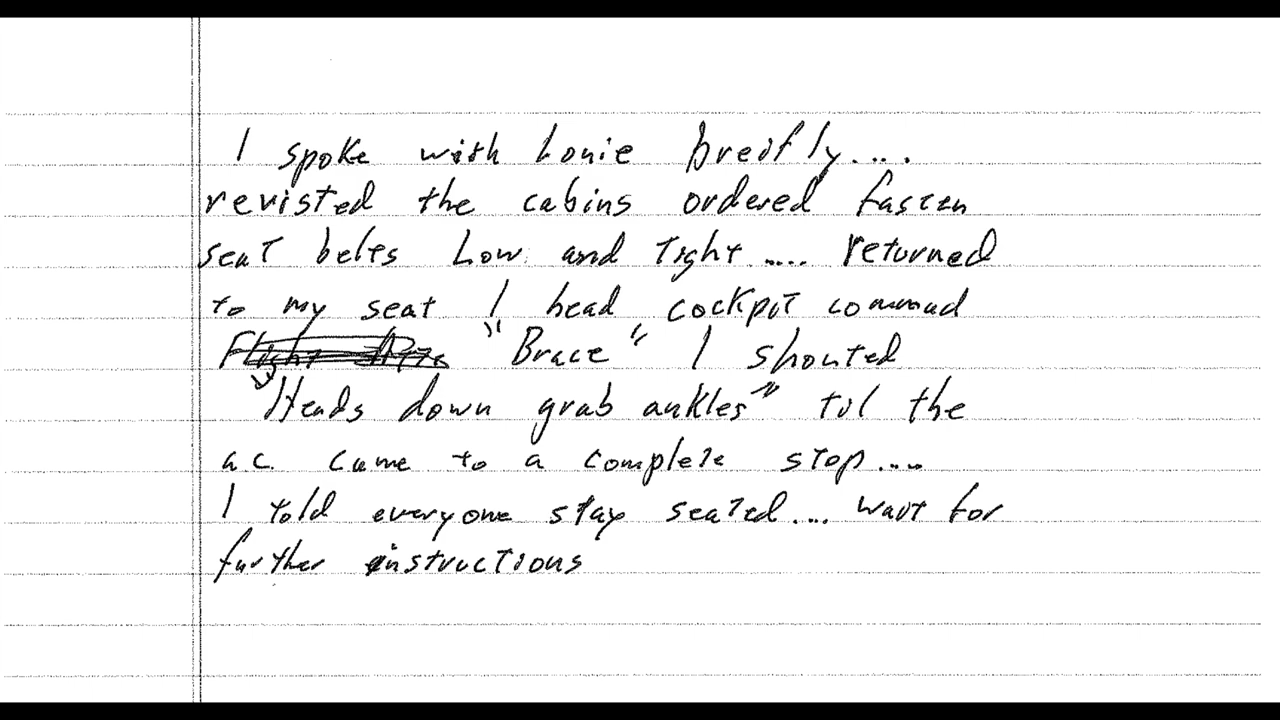 I spoke with Lonie breifly....
revisted the cabins ordered fasten
seat belts Low and Tight ..... returned
to my seat I head cockpit command
"Brace" I shouted
"Heads down grab ankles" til the
a.c. came to a complete stop....
I told everyone stay seated.... wait for
further instructions